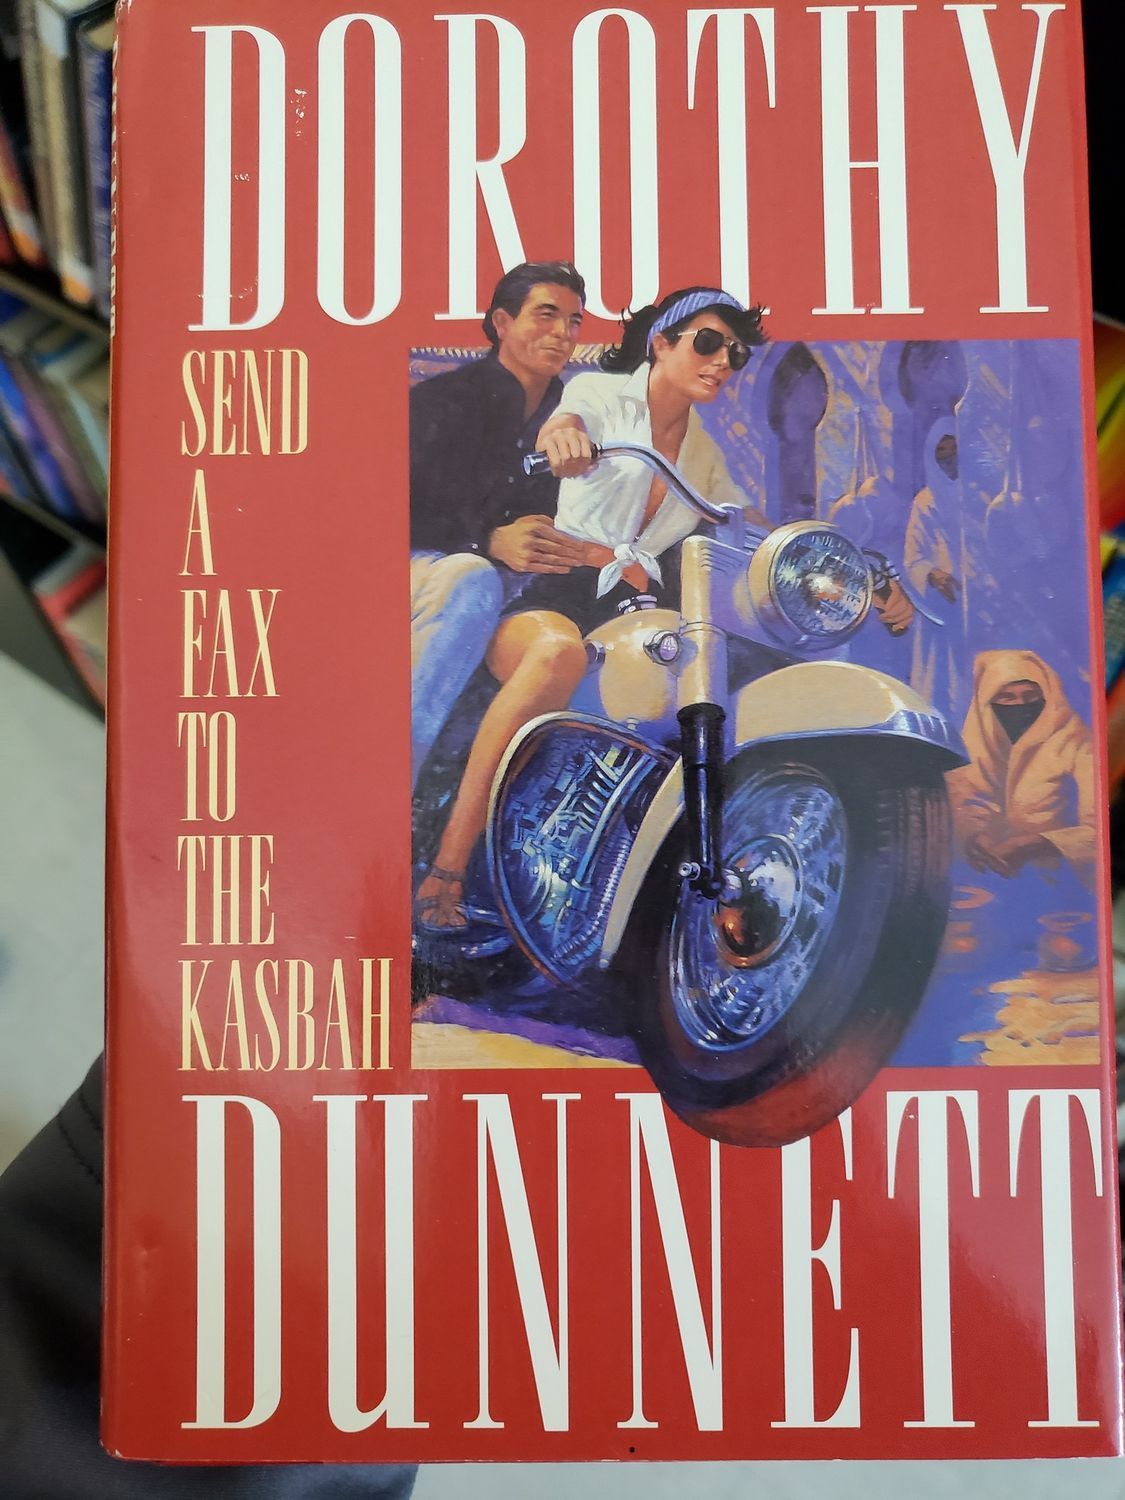 DOROTHY
SEND
A
FAX
TO
THE
KASBAH
DUNNETT